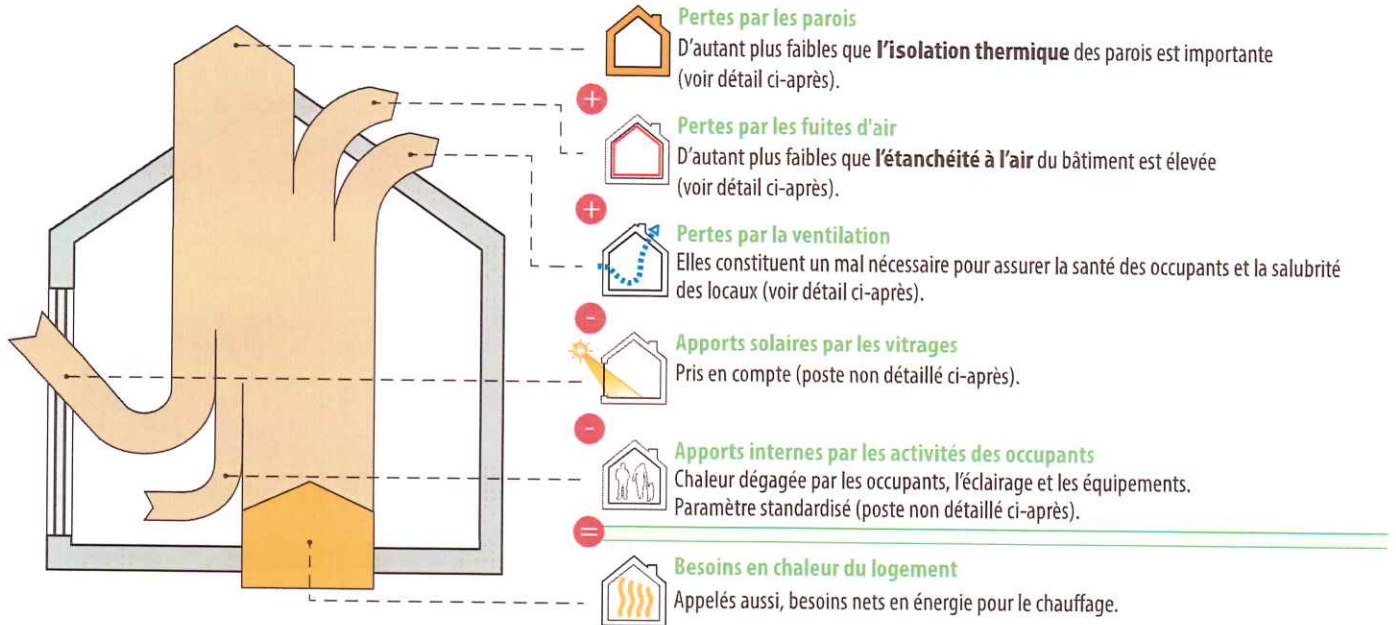 Pertes par les parois
D'autant plus faibles que l'isolation thermique des parois est importante
(voir détail ci-après).
+
Pertes par les fuites d'air
D'autant plus faibles que l'étanchéité à l'air du bâtiment est élevée
(voir détail ci-après).
+
Pertes par la ventilation
Elles constituent un mal nécessaire pour assurer la santé des occupants et la salubrité
des locaux (voir détail ci-après).
-
Apports solaires par les vitrages
Pris en compte (poste non détaillé ci-après).
-
Apports internes par les activités des occupants
Chaleur dégagée par les occupants, l'éclairage et les équipements.
Paramètre standardisé (poste non détaillé ci-après).
=
Besoins en chaleur du logement
Appelés aussi, besoins nets en énergie pour le chauffage.